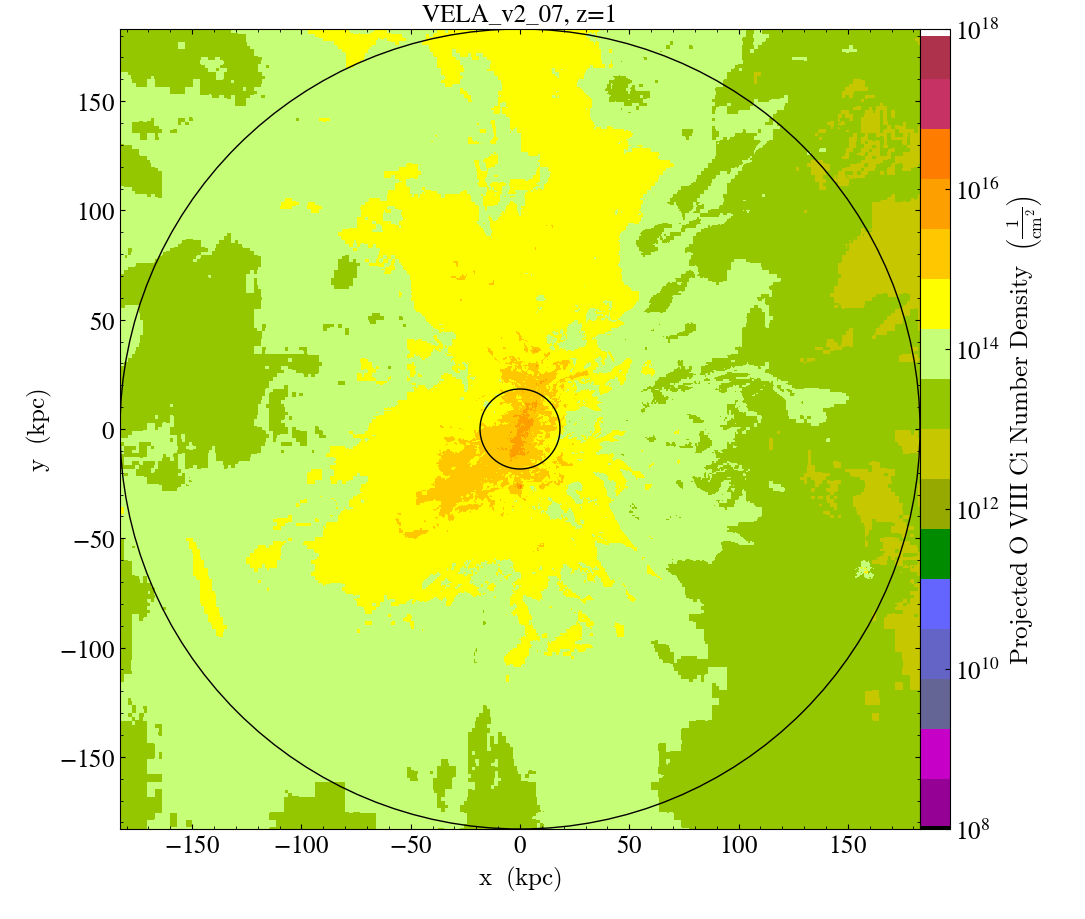 VELA_v2_07, z=1
150
100
50
0
−50
−100
−150
y (kpc)
−150 −100 −50 0 50 100 150
x (kpc)
10^18
10^16
10^14
10^12
10^10
10^8
Projected O VIII Ci Number Density (1/cm^2)